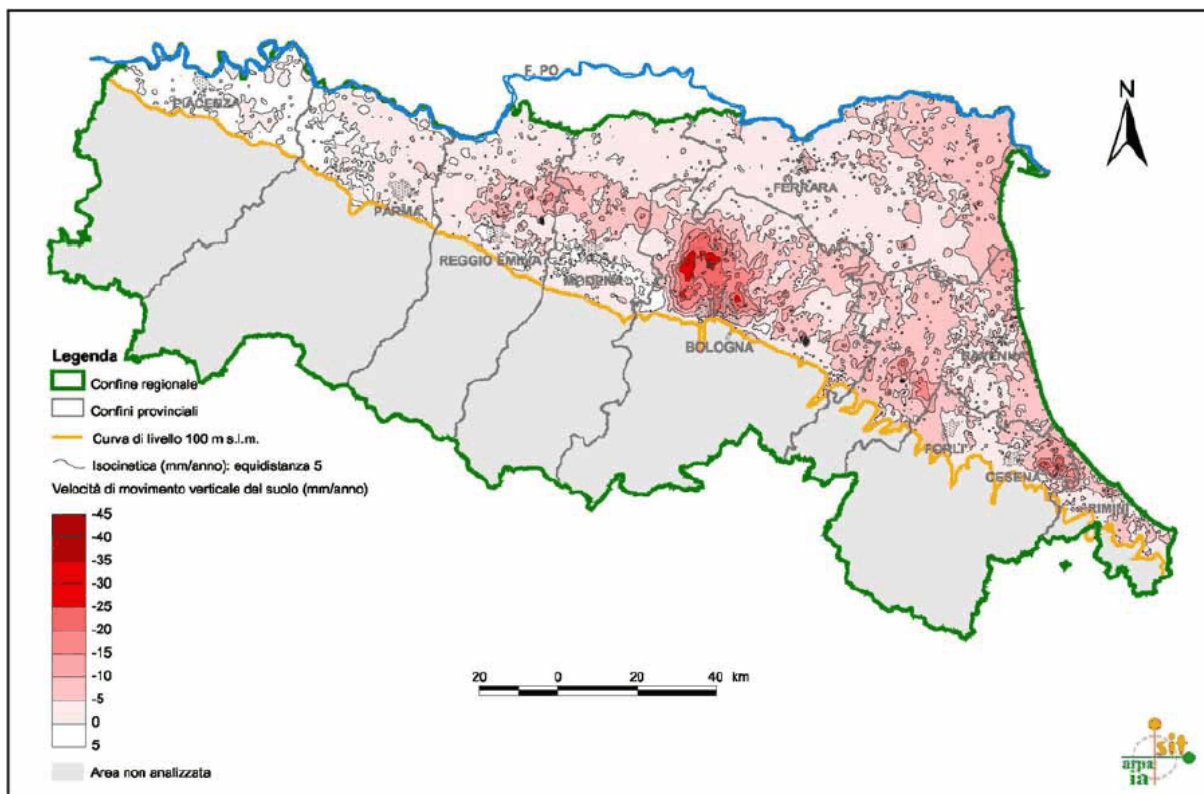 F. PO
N
PIACENZA
FERRARA
PARMA
REGGIO EMILIA
MODENA
BOLOGNA
RAVENNA
FORLI'
CESENA
RIMINI
Legenda
Confine regionale
Confini provinciali
Curva di livello 100 m s.l.m.
Isocinetica (mm/anno): equidistanza 5
Velocità di movimento verticale del suolo (mm/anno)
-45
-40
-35
-30
-25
-20
-15
-10
-5
0
5
Area non analizzata
20 0 20 40 km
sit
arpa
ia